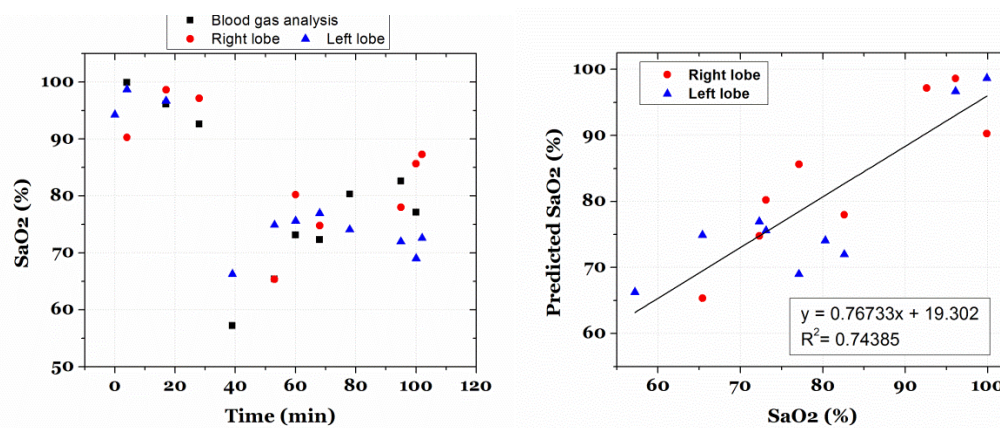 Blood gas analysis
Right lobe Left lobe
100
90
80
70
60
50
0 20 40 60 80 100 120
SaO2 (%)
Time (min)
Right lobe
Left lobe
100
90
80
70
60
60 70 80 90 100
Predicted SaO2 (%)
SaO2 (%)
y = 0.76733x + 19.302
R²= 0.74385